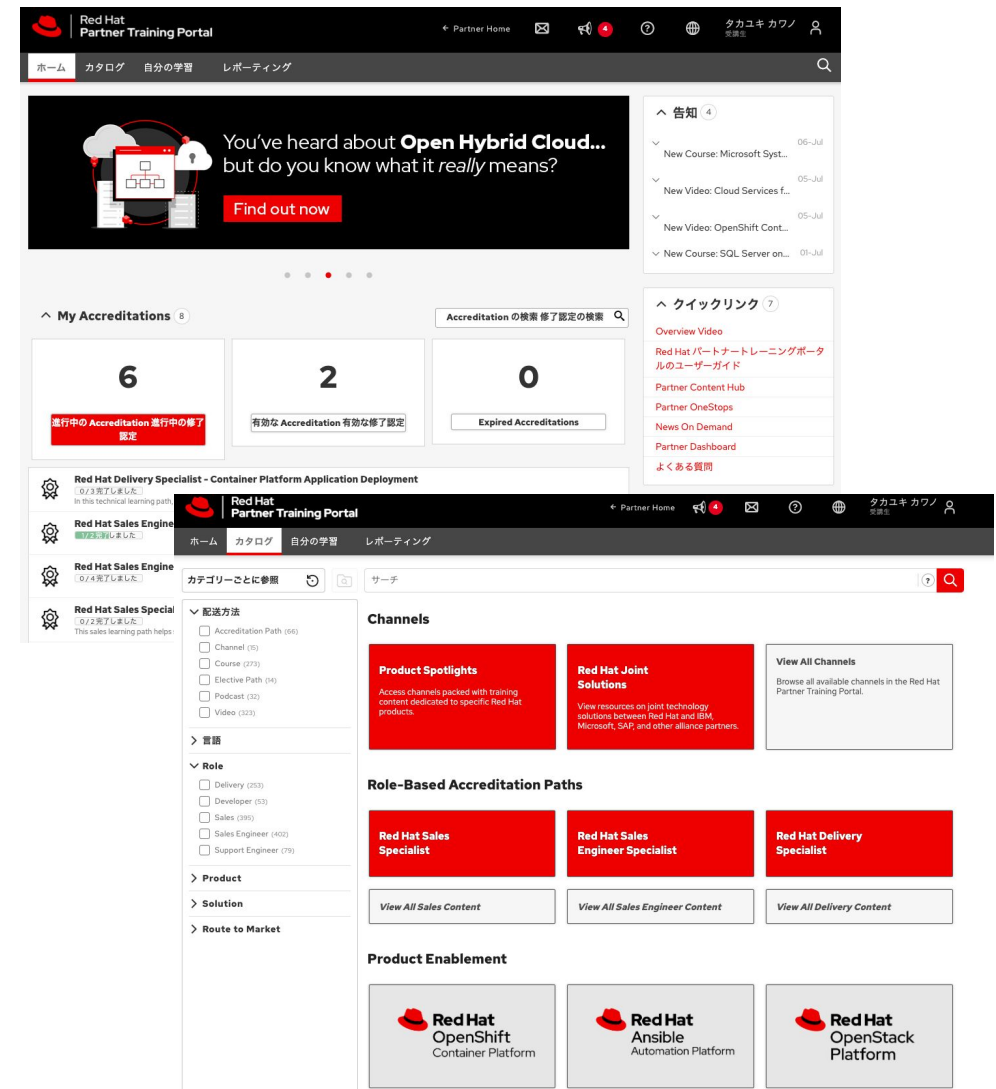 Red Hat
Partner Training Portal
← Partner Home
4
タカユキ カワノ
受講生
ホーム
カタログ
自分の学習
レポーティング
You've heard about Open Hybrid Cloud...
but do you know what it really means?
Find out now
My Accreditations 8
Accreditation の検索 修了認定の検索
6
進行中の Accreditation 進行中の修了
認定
2
有効な Accreditation 有効な修了認定
0
Expired Accreditations
告知 4
06-Jul
New Course: Microsoft Syst...
05-Jul
New Video: Cloud Services f...
05-Jul
New Video: OpenShift Cont...
New Course: SQL Server on... 01-Jul
クイックリンク 7
Overview Video
Red Hat パートナートレーニングポータ
ルのユーザーガイド
Partner Content Hub
Partner OneStops
News On Demand
Partner Dashboard
よくある質問
Red Hat Delivery Specialist - Container Platform Application Deployment
0/3完了しました
In this technical learning path,
Red Hat Sales Engine
1/2完了しました
Red Hat Sales Engine
0/4完了しました
Red Hat Sales Special
0/2完了しました
This sales learning path helps
Red Hat
Partner Training Portal
← Partner Home
4
タカユキ カワノ
受講生
ホーム
カタログ
自分の学習
レポーティング
カテゴリーごとに参照
サーチ
配送方法
Accreditation Path (66)
Channel (15)
Course (273)
Elective Path (14)
Podcast (32)
Video (323)
言語
Role
Delivery (253)
Developer (53)
Sales (395)
Sales Engineer (402)
Support Engineer (79)
Product
Solution
Route to Market
Channels
Product Spotlights
Access channels packed with training
content dedicated to specific Red Hat
products.
Red Hat Joint
Solutions
View resources on joint technology
solutions between Red Hat and IBM,
Microsoft, SAP, and other alliance partners.
View All Channels
Browse all available channels in the Red Hat
Partner Training Portal.
Role-Based Accreditation Paths
Red Hat Sales
Specialist
Red Hat Sales
Engineer Specialist
Red Hat Delivery
Specialist
View All Sales Content
View All Sales Engineer Content
View All Delivery Content
Product Enablement
Red Hat
OpenShift
Container Platform
Red Hat
Ansible
Automation Platform
Red Hat
OpenStack
Platform